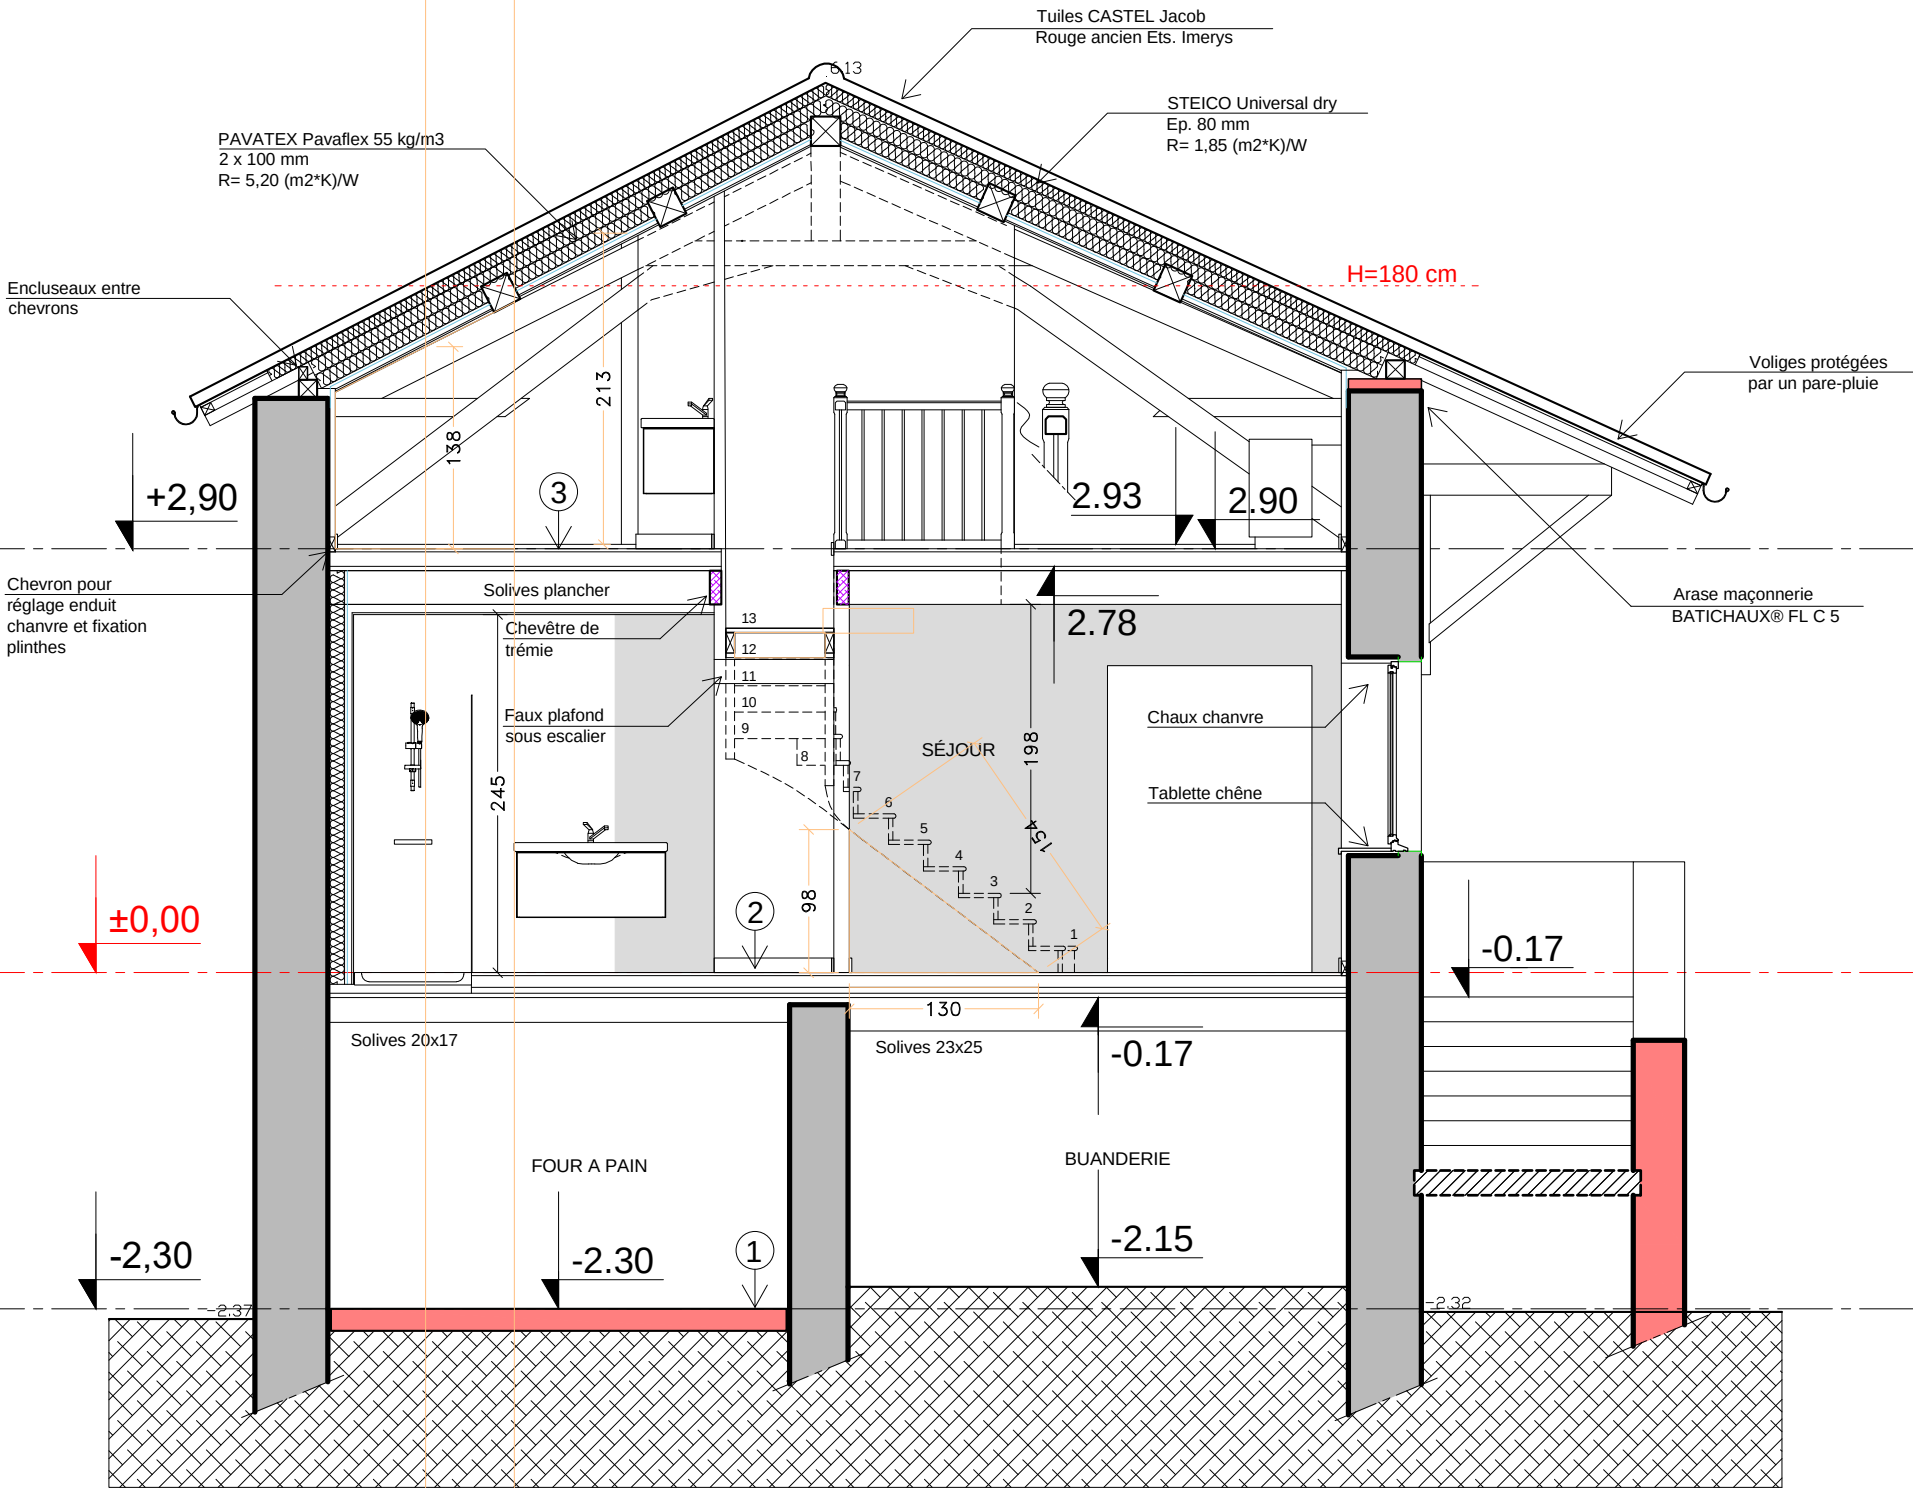 Tuiles CASTEL Jacob
Rouge ancien Ets. Imerys
6.13
STEICO Universal dry
Ep. 80 mm
R= 1,85 (m2*K)/W
PAVATEX Pavaflex 55 kg/m3
2 x 100 mm
R= 5,20 (m2*K)/W
H=180 cm
Encluseaux entre
chevrons
Voliges protégées
par un pare-pluie
213
138
+2,90
3
2.93
2.90
Chevron pour
réglage enduit
chanvre et fixation
plinthes
Solives plancher
Chevêtre de
trémie
2.78
Arase maçonnerie
BATICHAUX® FL C 5
13
12
11
10
9
8
7
6
5
4
3
2
1
Faux plafond
sous escalier
SÉJOUR
198
154
245
98
Chaux chanvre
Tablette chêne
±0,00
2
-0.17
130
Solives 20x17
Solives 23x25
-0.17
FOUR A PAIN
BUANDERIE
-2,30
-2.30
1
-2.15
-2.37
-2.32